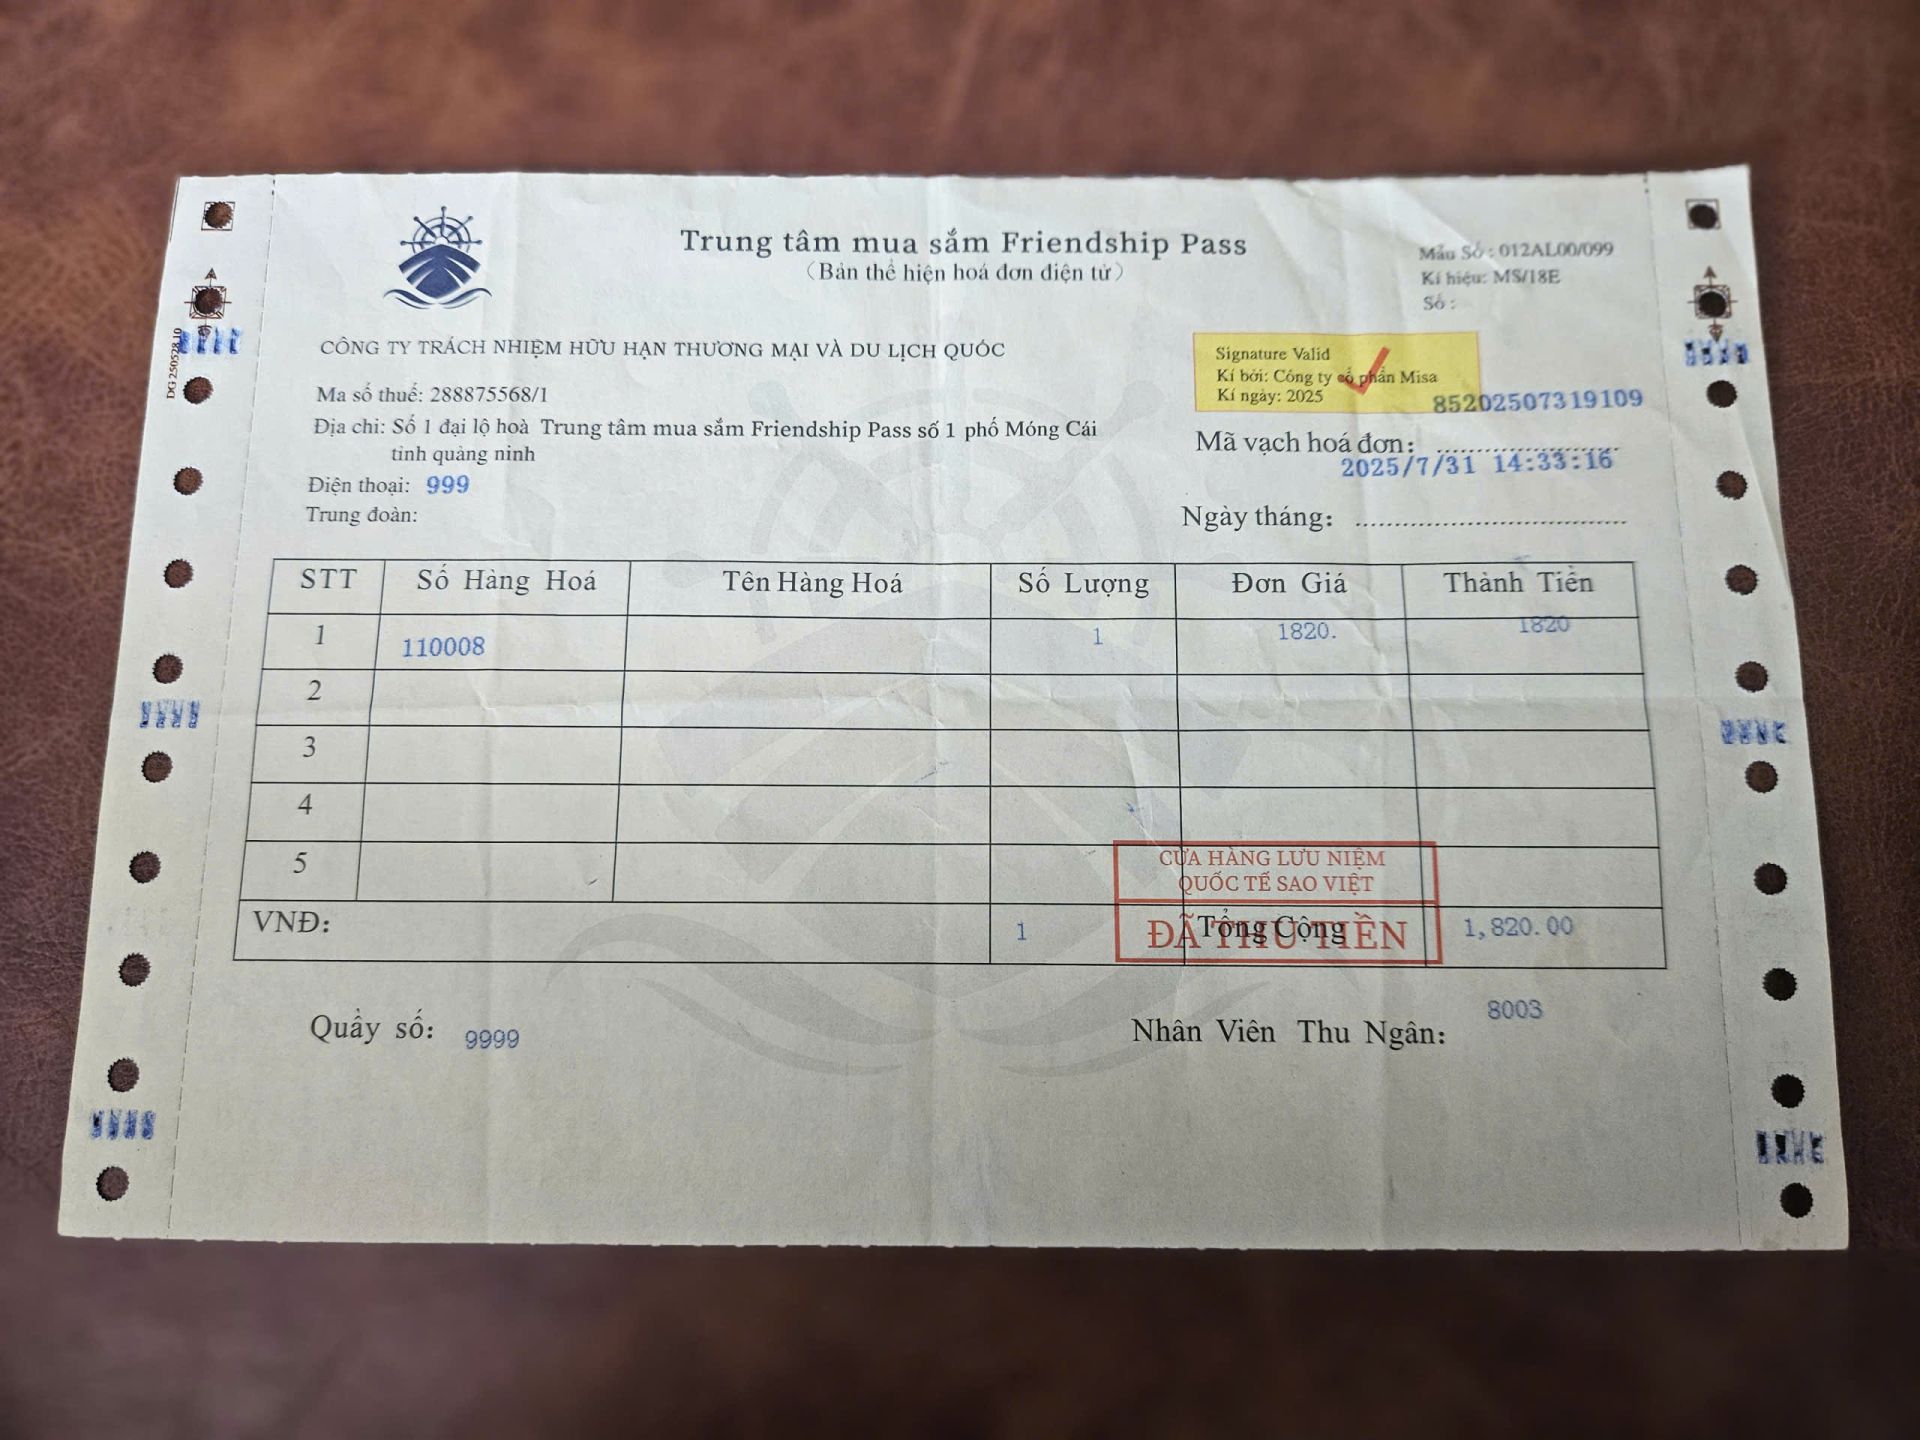 Trung tâm mua sắm Friendship Pass
(Bản thể hiện hoá đơn điện tử)
Mẫu Số : 012AL00/099
Kí hiệu: MS/18E
Số :
CÔNG TY TRÁCH NHIỆM HỮU HẠN THƯƠNG MẠI VÀ DU LỊCH QUỐC
Ma số thuế: 288875568/1
Địa chỉ: Số 1 đại lộ hoà Trung tâm mua sắm Friendship Pass số 1 phố Móng Cái
tỉnh quảng ninh
Điện thoại: 999
Trung đoàn:
Signature Valid
Kí bởi: Công ty cổ phần Misa
Kí ngày: 2025
85202507319109
Mã vạch hoá đơn:
2025/7/31 14:33:16
Ngày tháng:
DG 250528.10
STT Số Hàng Hoá Tên Hàng Hoá Số Lượng Đơn Giá Thành Tiền
1 110008 1 1820. 1820
2
3
4
5
CỬA HÀNG LƯU NIỆM
QUỐC TẾ SAO VIỆT
ĐÃ THU TIỀN
VNĐ: 1 Tổng Cộng 1,820.00
Quầy số: 9999
Nhân Viên Thu Ngân: 8003